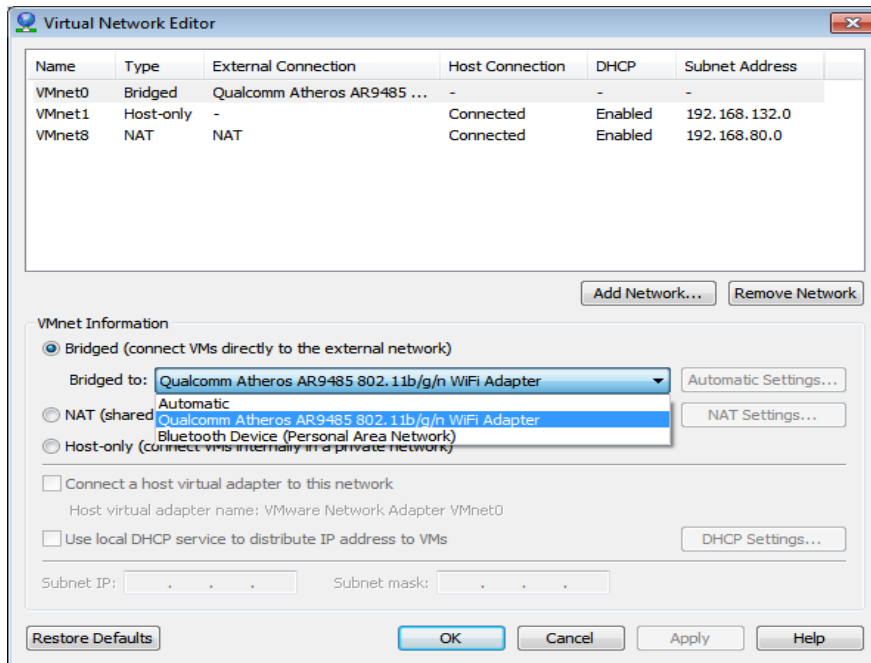 Virtual Network Editor
Name Type External Connection Host Connection DHCP Subnet Address
VMnet0 Bridged Qualcomm Atheros AR9485 ... - - -
VMnet1 Host-only - Connected Enabled 192.168.132.0
VMnet8 NAT NAT Connected Enabled 192.168.80.0
Add Network... Remove Network
VMnet Information
Bridged (connect VMs directly to the external network)
Bridged to: Qualcomm Atheros AR9485 802.11b/g/n WiFi Adapter Automatic Settings...
Automatic
NAT (shared Qualcomm Atheros AR9485 802.11b/g/n WiFi Adapter NAT Settings...
Bluetooth Device (Personal Area Network)
Host-only (connect VMs internally in a private network)
Connect a host virtual adapter to this network
Host virtual adapter name: VMware Network Adapter VMnet0
Use local DHCP service to distribute IP address to VMs DHCP Settings...
Subnet IP: . . . Subnet mask: . . .
Restore Defaults OK Cancel Apply Help